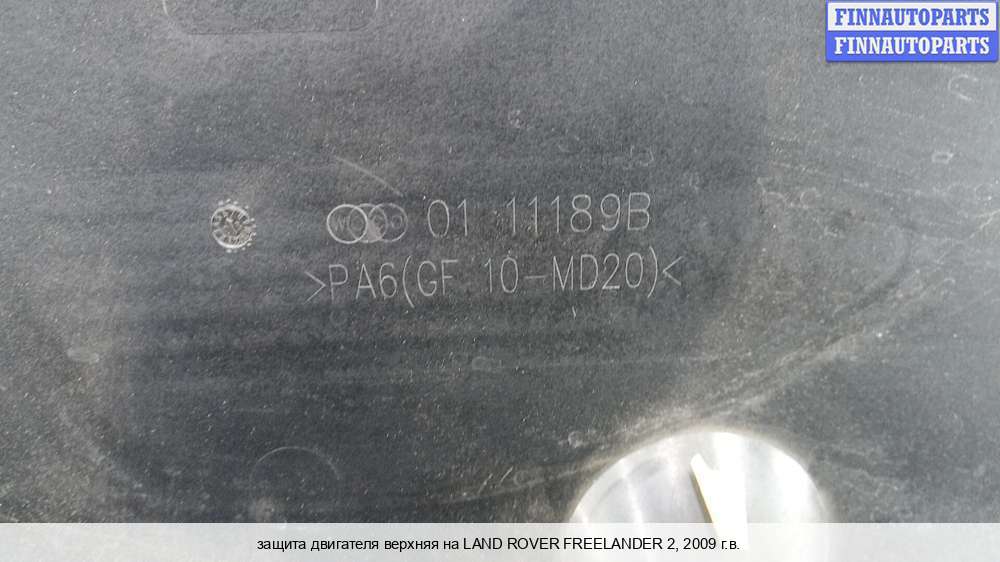 FINNAUTOPARTS
FINNAUTOPARTS
01 11189B
>PA6(GF 10-MD20)<
защита двигателя верхняя на LAND ROVER FREELANDER 2, 2009 г.в.